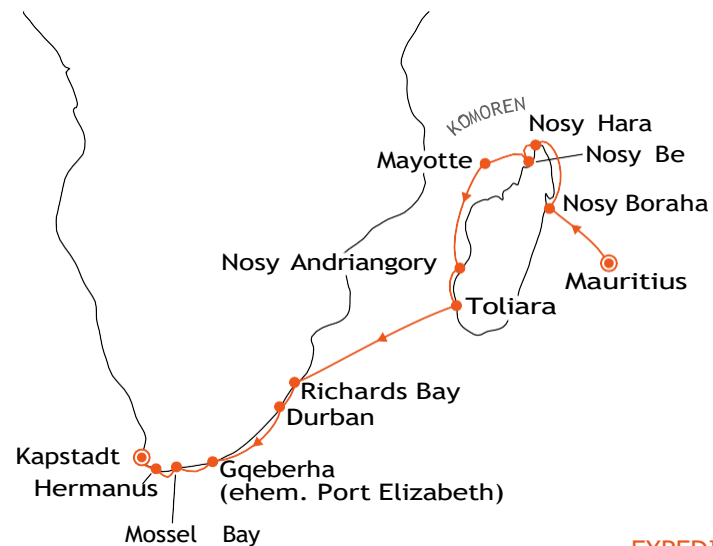 KOMOREN
Nosy Hara
Mayotte
Nosy Be
Nosy Boraha
Nosy Andriangory
Mauritius
Toliara
Richards Bay
Durban
Kapstadt
Gqeberha
Hermanus
(ehem. Port Elizabeth)
Mossel Bay